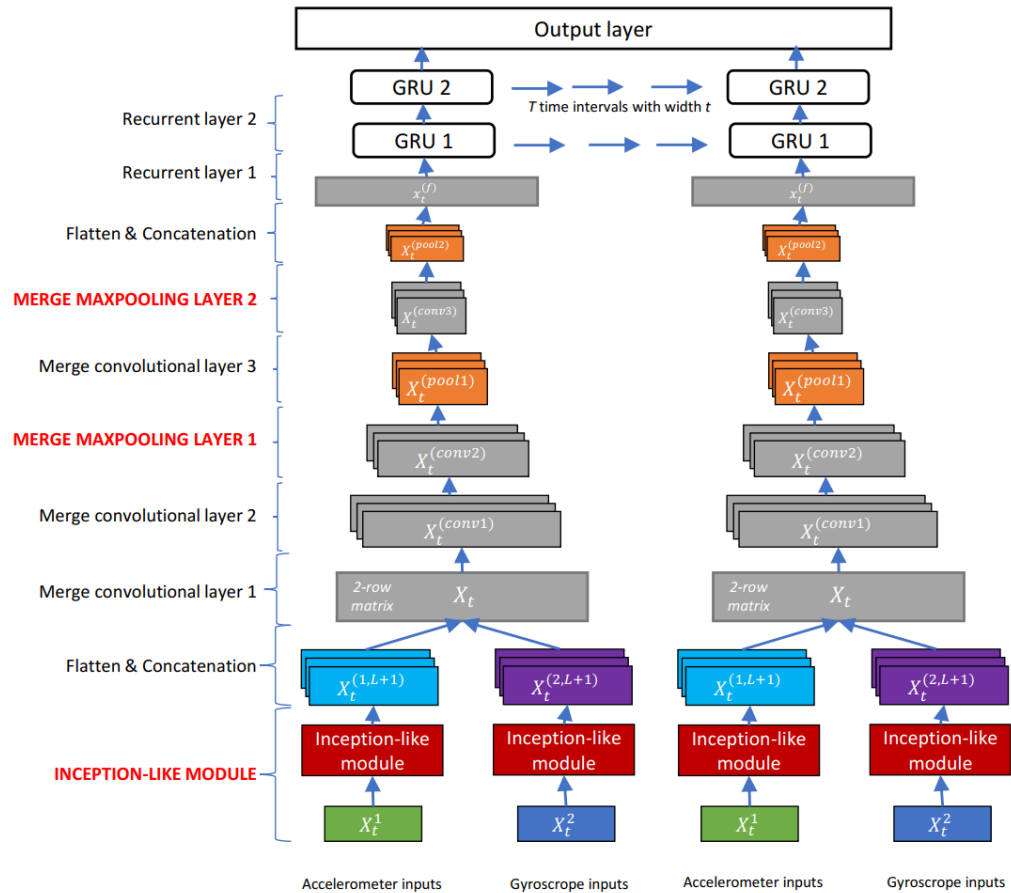 Output layer
GRU 2
GRU 2
T time intervals with width t
Recurrent layer 2
GRU 1
GRU 1
Recurrent layer 1
x_t^{(f)}
x_t^{(f)}
Flatten & Concatenation
X_t^{(pool2)}
X_t^{(pool2)}
MERGE MAXPOOLING LAYER 2
X_t^{(conv3)}
X_t^{(conv3)}
Merge convolutional layer 3
X_t^{(pool1)}
X_t^{(pool1)}
MERGE MAXPOOLING LAYER 1
X_t^{(conv2)}
X_t^{(conv2)}
Merge convolutional layer 2
X_t^{(conv1)}
X_t^{(conv1)}
Merge convolutional layer 1
2-row
matrix
X_t
2-row
matrix
X_t
Flatten & Concatenation
X_t^{(1,L+1)}
X_t^{(2,L+1)}
X_t^{(1,L+1)}
X_t^{(2,L+1)}
INCEPTION-LIKE MODULE
Inception-like
module
Inception-like
module
Inception-like
module
Inception-like
module
X_t^1
X_t^2
X_t^1
X_t^2
Accelerometer inputs
Gyroscope inputs
Accelerometer inputs
Gyroscope inputs